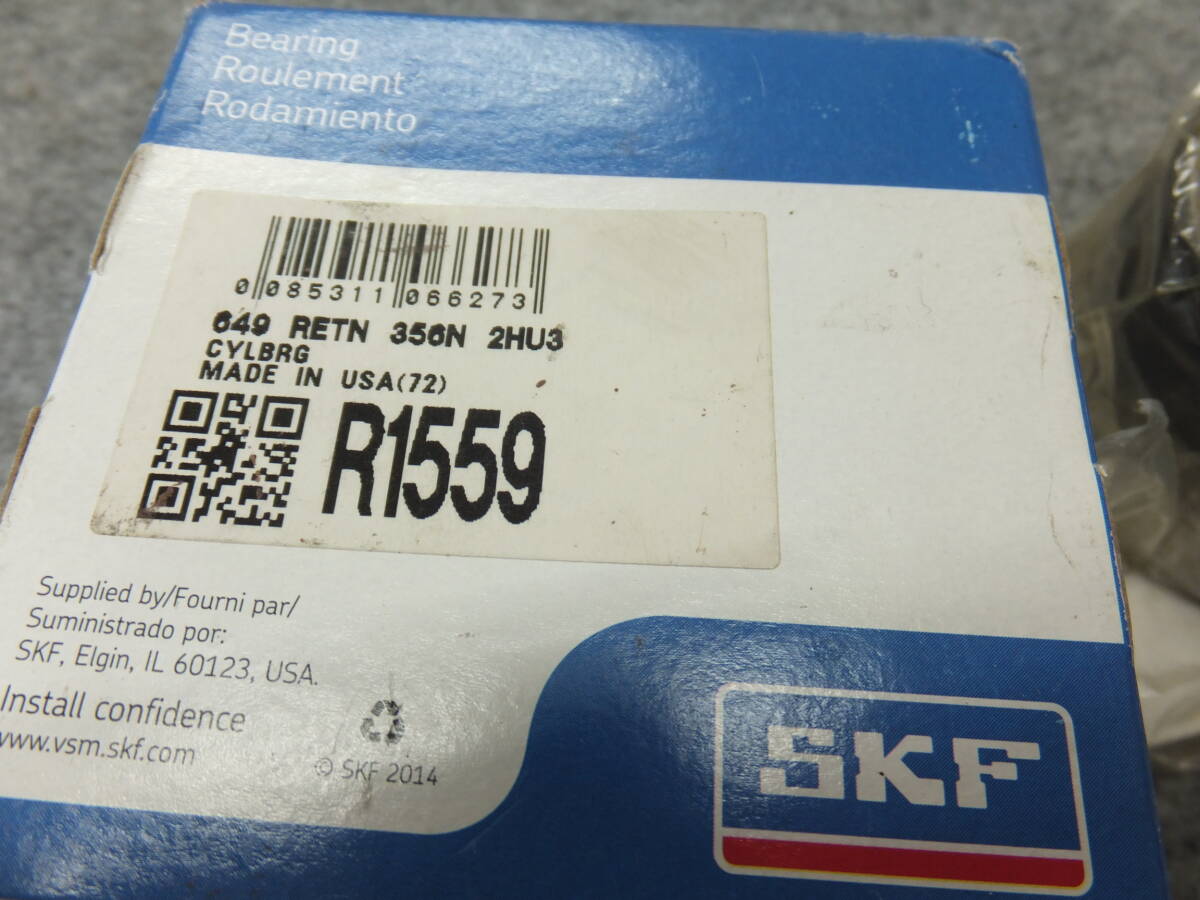 Bearing
Roulement
Rodamiento
0 085311 066273
649 RETN 356N 2HU3
CYLBRG
MADE IN USA(72)
R1559
Supplied by/Fourni par/
Suministrado por:
SKF, Elgin, IL 60123, USA.
Install confidence
www.vsm.skf.com
© SKF 2014
SKF